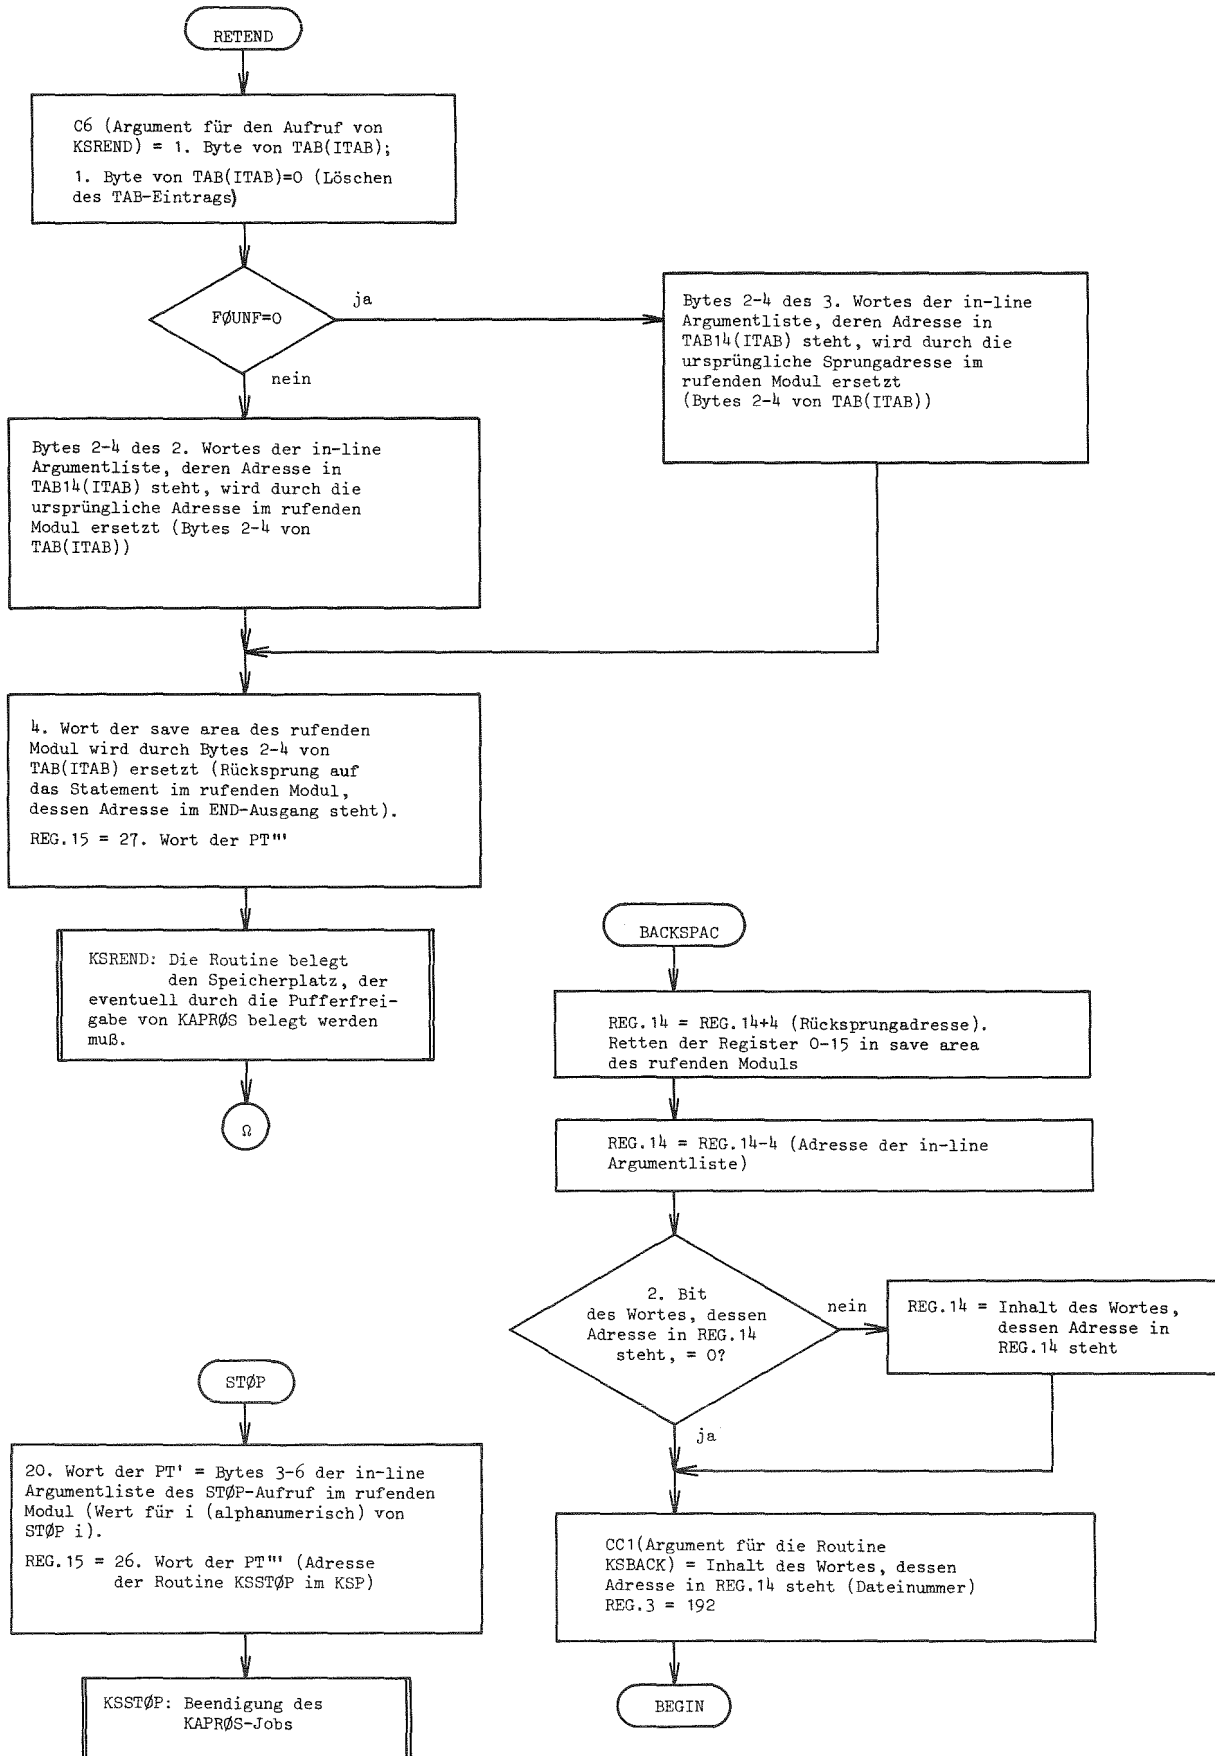 RETEND
C6 (Argument für den Aufruf von
KSREND) = 1. Byte von TAB(ITAB);
1. Byte von TAB(ITAB)=0 (Löschen
des TAB-Eintrags)
FØUNF=0
ja
nein
Bytes 2-4 des 3. Wortes der in-line
Argumentliste, deren Adresse in
TAB14(ITAB) steht, wird durch die
ursprüngliche Sprungadresse im
rufenden Modul ersetzt
(Bytes 2-4 von TAB(ITAB))
Bytes 2-4 des 2. Wortes der in-line
Argumentliste, deren Adresse in
TAB14(ITAB) steht, wird durch die
ursprüngliche Adresse im rufenden
Modul ersetzt (Bytes 2-4 von
TAB(ITAB))
4. Wort der save area des rufenden
Modul wird durch Bytes 2-4 von
TAB(ITAB) ersetzt (Rücksprung auf
das Statement im rufenden Modul,
dessen Adresse im END-Ausgang steht).
REG.15 = 27. Wort der PT"'
KSREND: Die Routine belegt
den Speicherplatz, der
eventuell durch die Pufferfrei-
gabe von KAPRØS belegt werden
muß.
Ω
STØP
20. Wort der PT' = Bytes 3-6 der in-line
Argumentliste des STØP-Aufruf im rufenden
Modul (Wert für i (alphanumerisch) von
STØP i).
REG.15 = 26. Wort der PT"' (Adresse
der Routine KSSTØP im KSP)
KSSTØP: Beendigung des
KAPRØS-Jobs
BACKSPAC
REG.14 = REG.14+4 (Rücksprungadresse).
Retten der Register 0-15 in save area
des rufenden Moduls
REG.14 = REG.14-4 (Adresse der in-line
Argumentliste)
2. Bit
des Wortes, dessen
Adresse in REG.14
steht, = 0?
nein
REG.14 = Inhalt des Wortes,
dessen Adresse in
REG.14 steht
ja
CC1(Argument für die Routine
KSBACK) = Inhalt des Wortes, dessen
Adresse in REG.14 steht (Dateinummer)
REG.3 = 192
BEGIN